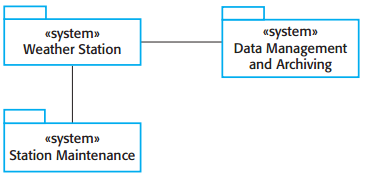 «system»
Weather Station
«system»
Data Management
and Archiving
«system»
Station Maintenance